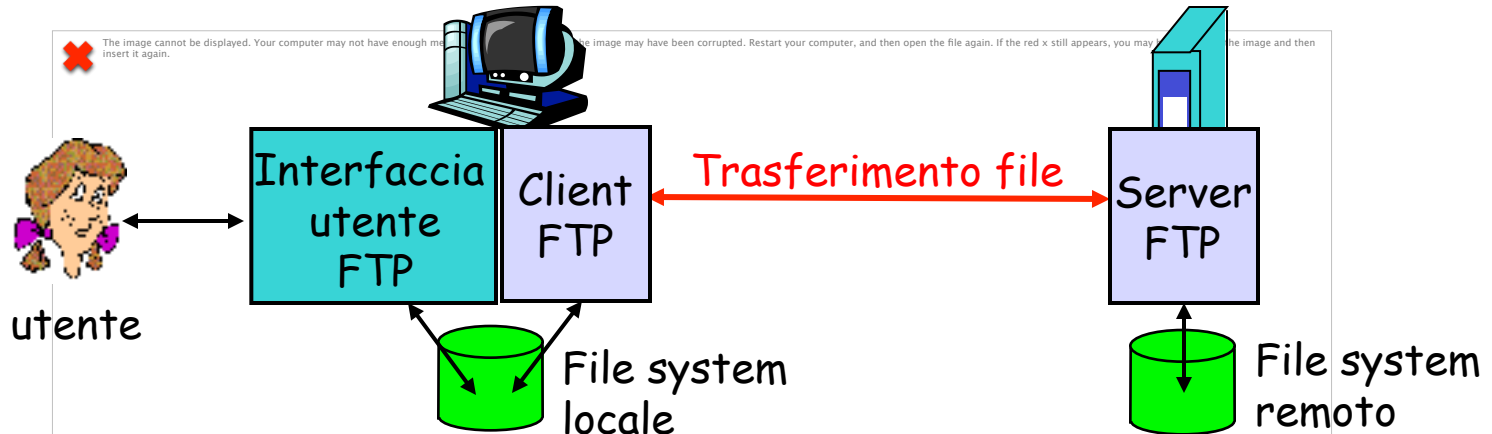 The image cannot be displayed. Your computer may not have enough me the image may have been corrupted. Restart your computer, and then open the file again. If the red x still appears, you may the image and then
insert it again.
Interfaccia
utente
FTP
Client
FTP
Trasferimento file
Server
FTP
utente
File system
locale
File system
remoto